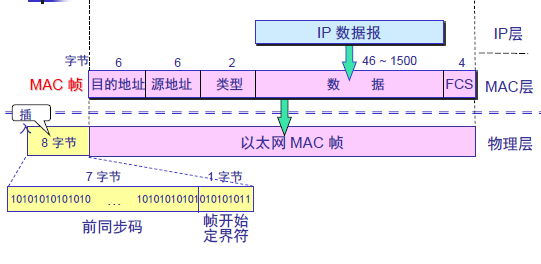 IP 数据报
IP层
字节 6 6 2 46 ~ 1500 4
MAC 帧 目的地址 源地址 类型 数 据 FCS MAC层
插
入
8 字节 以太网 MAC 帧 物理层
7 字节 1 字节
10101010101010 ... 10101010101010101011
前同步码 帧开始
定界符